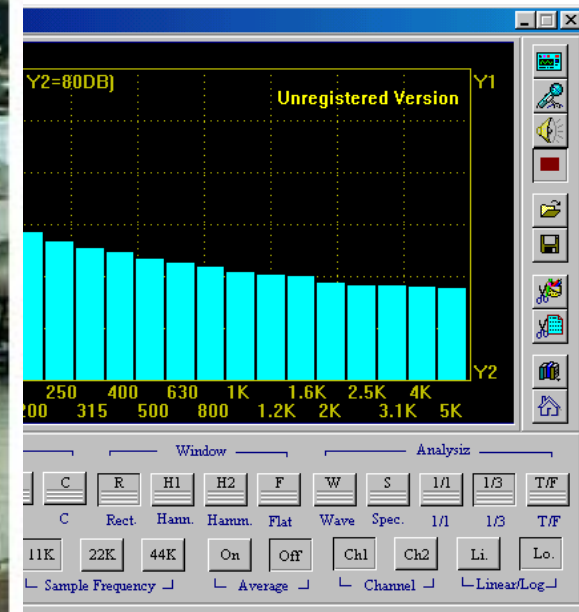 Y2=80DB)
Unregistered Version
Y1
Y2
250 400 630 1K 1.6K 2.5K 4K
200 315 500 800 1.2K 2K 3.1K 5K
Window Analysiz
C R H1 H2 F W S 1/1 1/3 T/F
C Rect. Hann. Hamm. Flat Wave Spec. 1/1 1/3 T/F
11K 22K 44K On Off Ch1 Ch2 Li. Lo.
Sample Frequency Average Channel Linear/Log